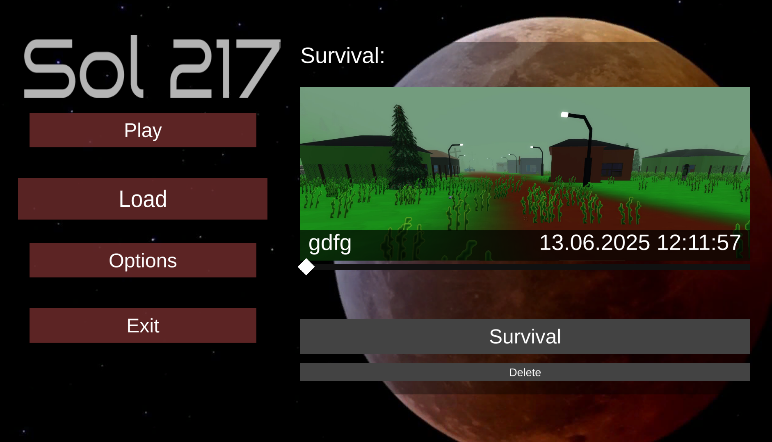 Sol 217
Play
Load
Options
Exit
Survival:
gdfg 13.06.2025 12:11:57
Survival
Delete